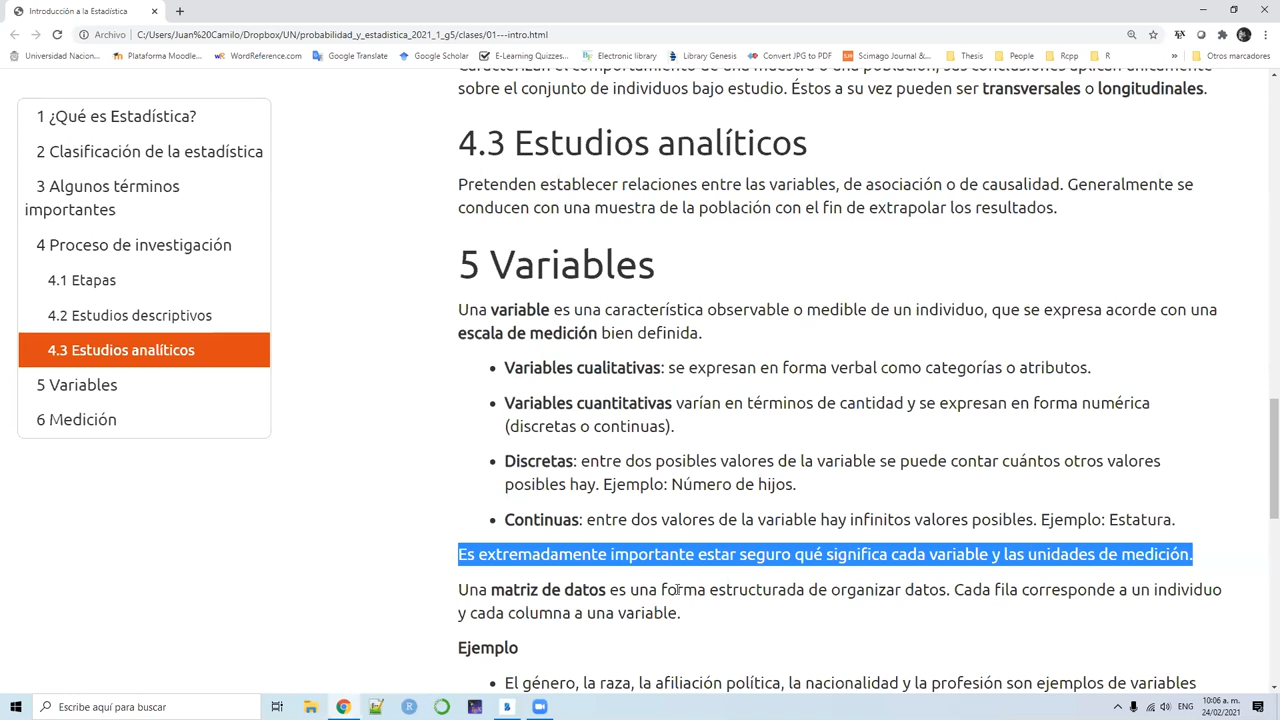 Introducción a la Estadística
Archivo | C:/Users/Juan%20Camilo/Dropbox/UN/probabilidad_y_estadistica_2021_1_g5/clases/01---intro.html
Universidad Nacion...
Plataforma Moodle...
WordReference.com
Google Translate
Google Scholar
E-Learning Quizzes...
Electronic library
Library Genesis
Convert JPG to PDF
Scimago Journal &...
Thesis
People
Rcpp
R
»
Otros marcadores
1 ¿Qué es Estadística?
2 Clasificación de la estadística
3 Algunos términos
importantes
4 Proceso de investigación
4.1 Etapas
4.2 Estudios descriptivos
4.3 Estudios analíticos
5 Variables
6 Medición
Caracterizan el comportamiento de una muestra o una población, sus conclusiones aplican únicamente
sobre el conjunto de individuos bajo estudio. Éstos a su vez pueden ser transversales o longitudinales.
4.3 Estudios analíticos
Pretenden establecer relaciones entre las variables, de asociación o de causalidad. Generalmente se
conducen con una muestra de la población con el fin de extrapolar los resultados.
5 Variables
Una variable es una característica observable o medible de un individuo, que se expresa acorde con una
escala de medición bien definida.
• Variables cualitativas: se expresan en forma verbal como categorías o atributos.
• Variables cuantitativas varían en términos de cantidad y se expresan en forma numérica
(discretas o continuas).
• Discretas: entre dos posibles valores de la variable se puede contar cuántos otros valores
posibles hay. Ejemplo: Número de hijos.
• Continuas: entre dos valores de la variable hay infinitos valores posibles. Ejemplo: Estatura.
Es extremadamente importante estar seguro qué significa cada variable y las unidades de medición.
Una matriz de datos es una forma estructurada de organizar datos. Cada fila corresponde a un individuo
y cada columna a una variable.
Ejemplo
• El género, la raza, la afiliación política, la nacionalidad y la profesión son ejemplos de variables
Escribe aquí para buscar
ENG
10:06 a. m.
24/02/2021